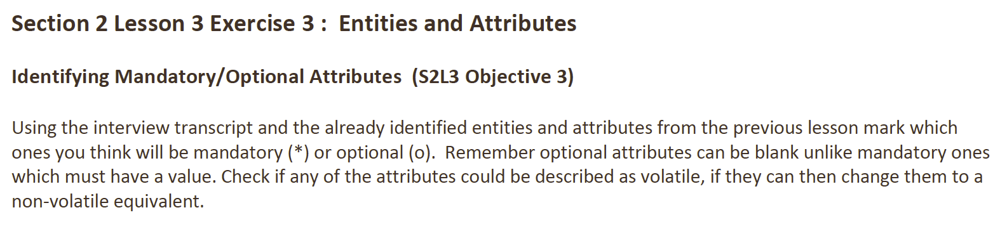 Section 2 Lesson 3 Exercise 3 :  Entities and Attributes
Identifying Mandatory/Optional Attributes  (S2L3 Objective 3)
Using the interview transcript and the already identified entities and attributes from the previous lesson mark which
ones you think will be mandatory (*) or optional (o).  Remember optional attributes can be blank unlike mandatory ones
which must have a value. Check if any of the attributes could be described as volatile, if they can then change them to a
non-volatile equivalent.